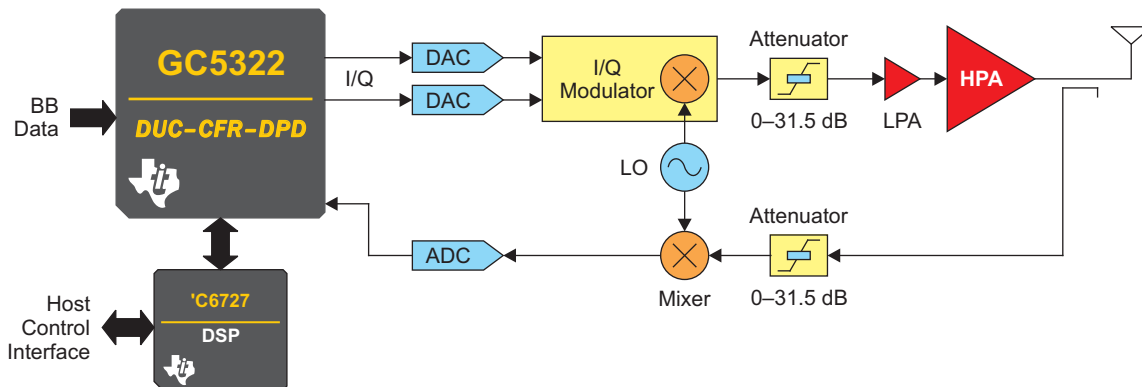 GC5322
DUC–CFR–DPD
BB
Data
I/Q
DAC
DAC
I/Q
Modulator
Attenuator
0–31.5 dB
LPA
HPA
LO
ADC
Mixer
Attenuator
0–31.5 dB
'C6727
DSP
Host
Control
Interface